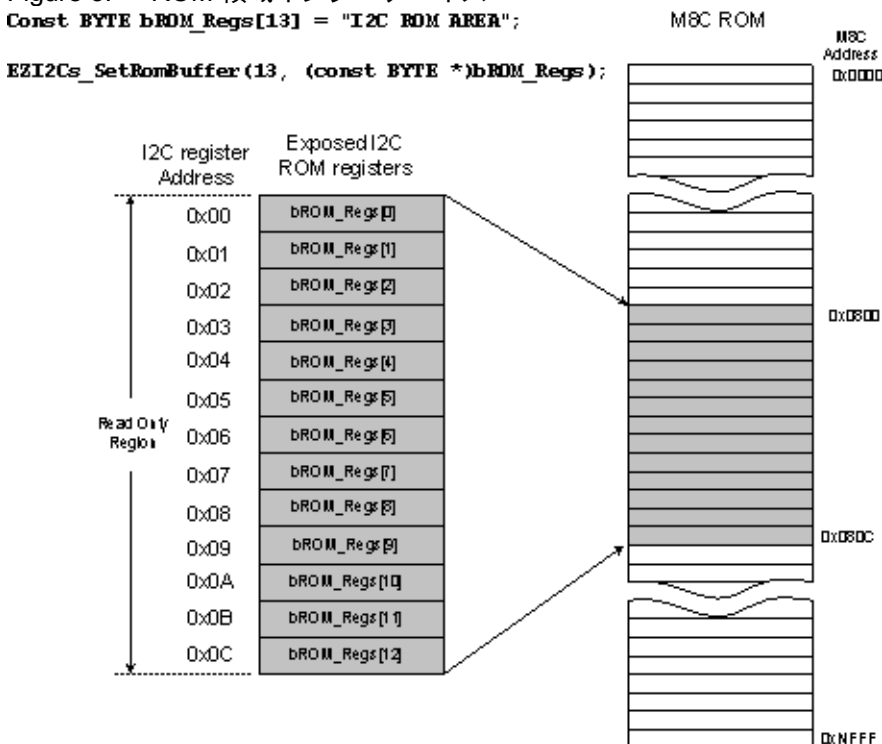 Const BYTE bROM_Regs[13] = "I2C ROM AREA";
EZI2Cs_SetRomBuffer(13, (const BYTE *)bROM_Regs);
M8C ROM
M8C
Address
0x0000
I2C register
Address
Exposed I2C
ROM registers
0x00 bROM_Regs[0]
0x01 bROM_Regs[1]
0x02 bROM_Regs[2]
0x03 bROM_Regs[3]
0x04 bROM_Regs[4]
0x05 bROM_Regs[5]
0x06 bROM_Regs[6]
0x07 bROM_Regs[7]
0x08 bROM_Regs[8]
0x09 bROM_Regs[9]
0x0A bROM_Regs[10]
0x0B bROM_Regs[11]
0x0C bROM_Regs[12]
Read Only
Region
0x0800
0x080C
0xNFFF